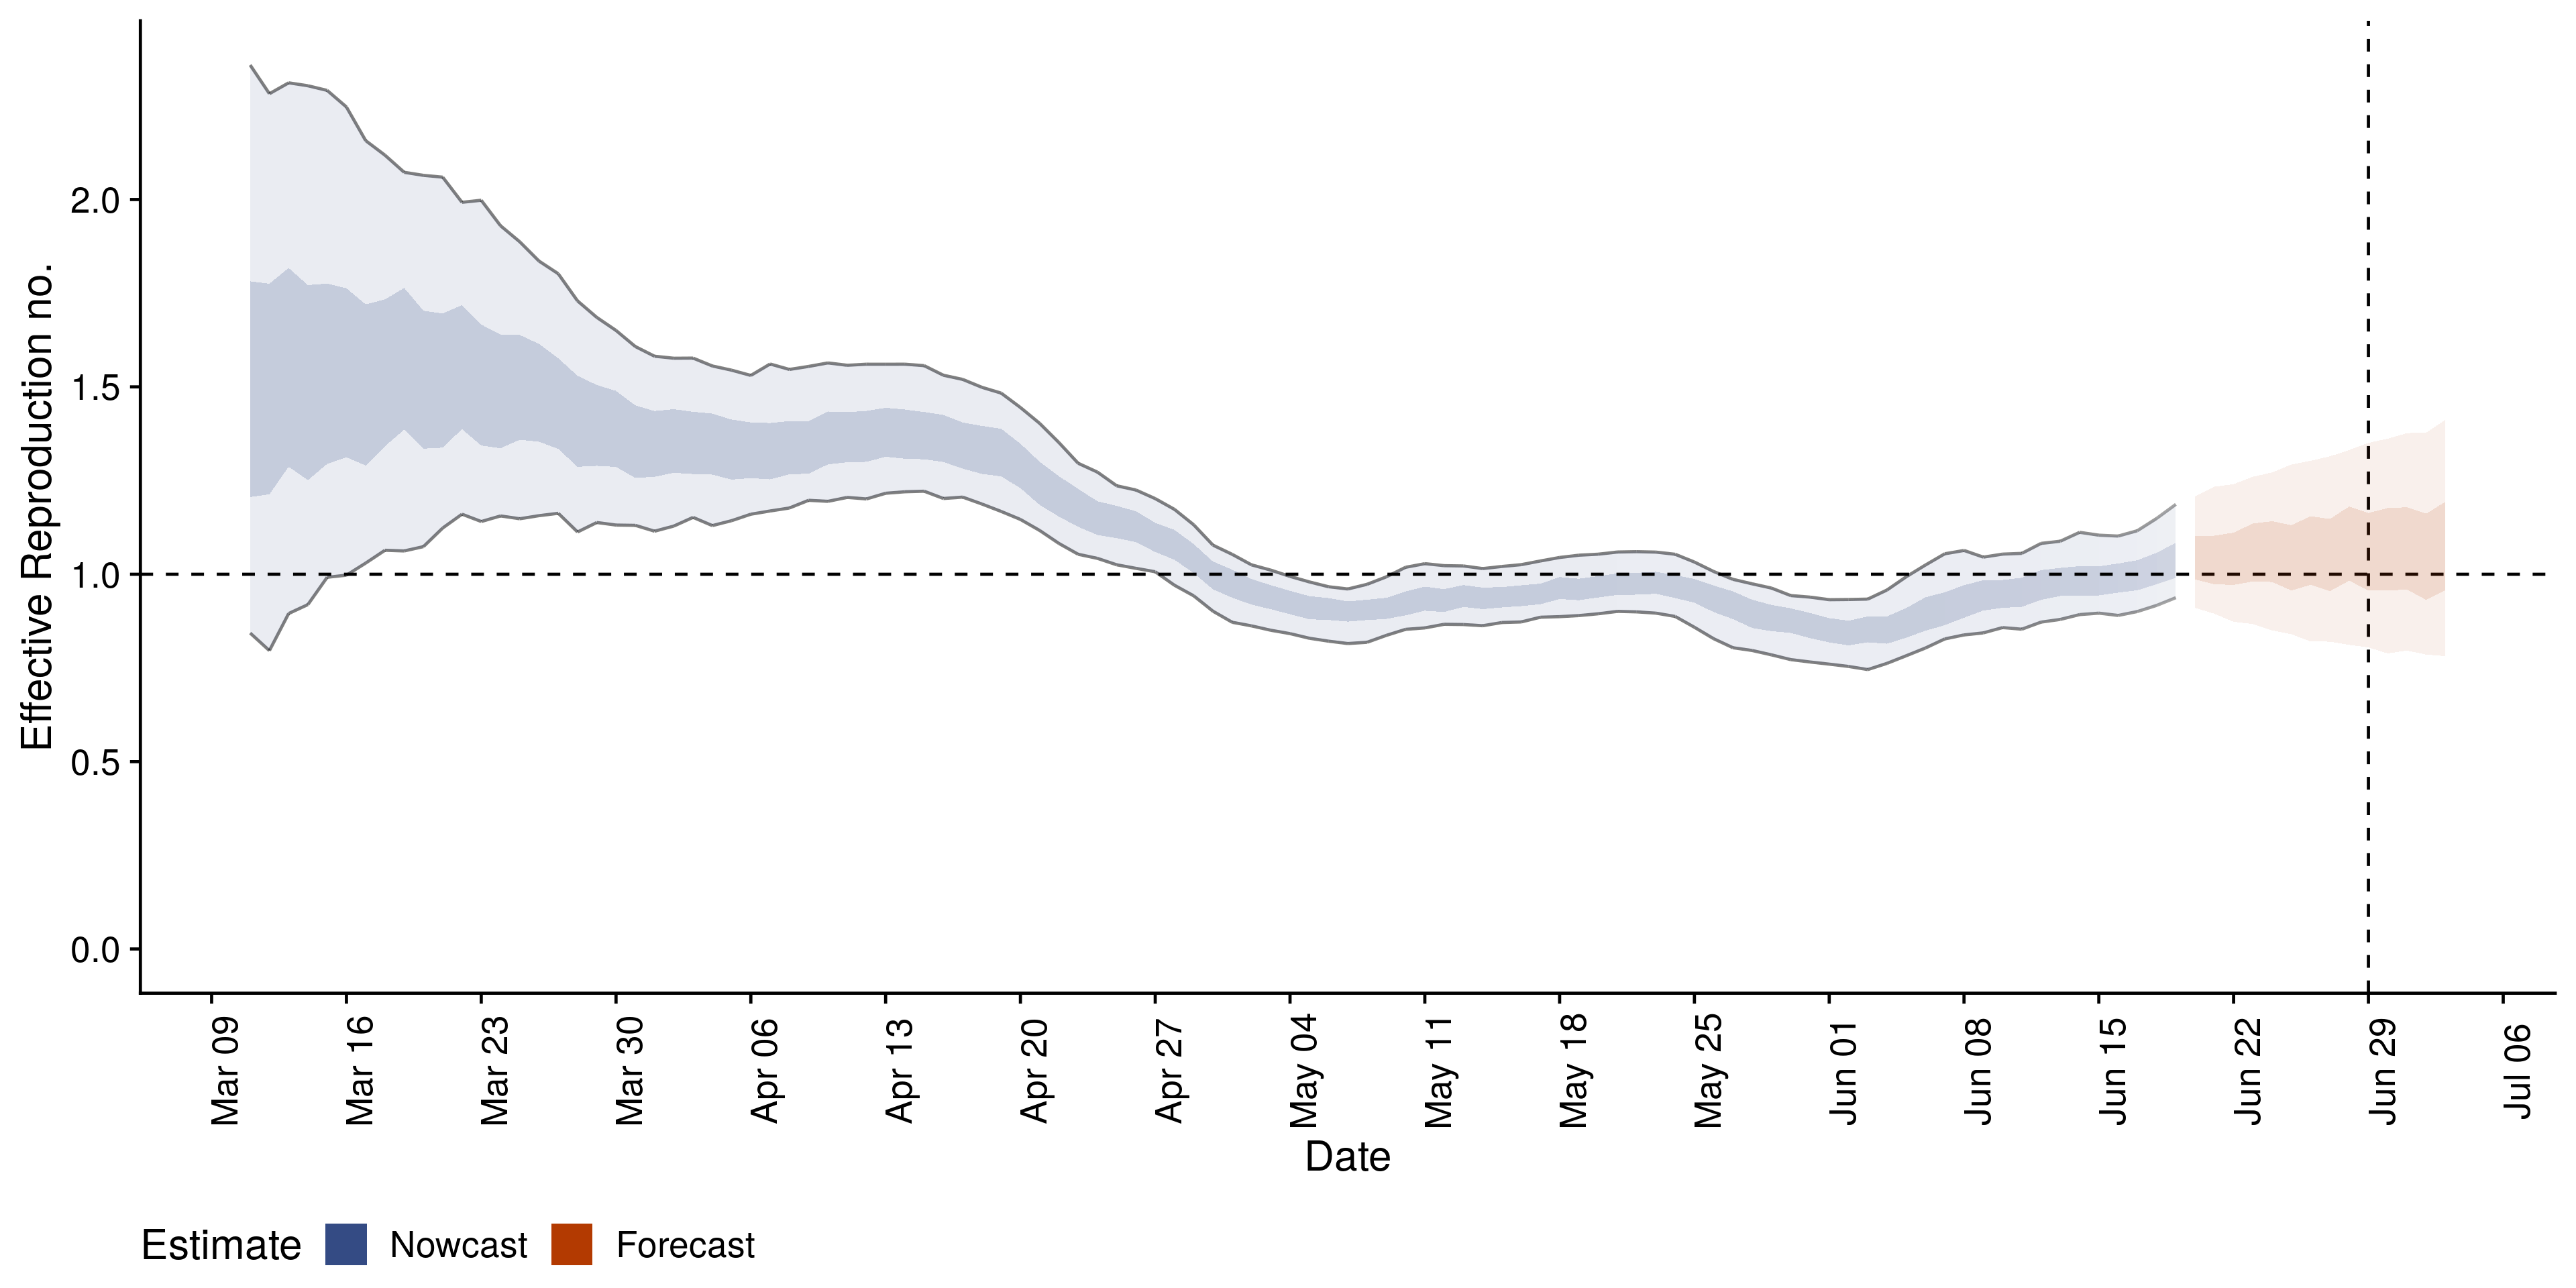 Effective Reproduction no.
2.0
1.5
1.0
0.5
0.0
Mar 09
Mar 16
Mar 23
Mar 30
Apr 06
Apr 13
Apr 20
Apr 27
May 04
May 11
May 18
May 25
Jun 01
Jun 08
Jun 15
Jun 22
Jun 29
Jul 06
Date
Estimate Nowcast Forecast